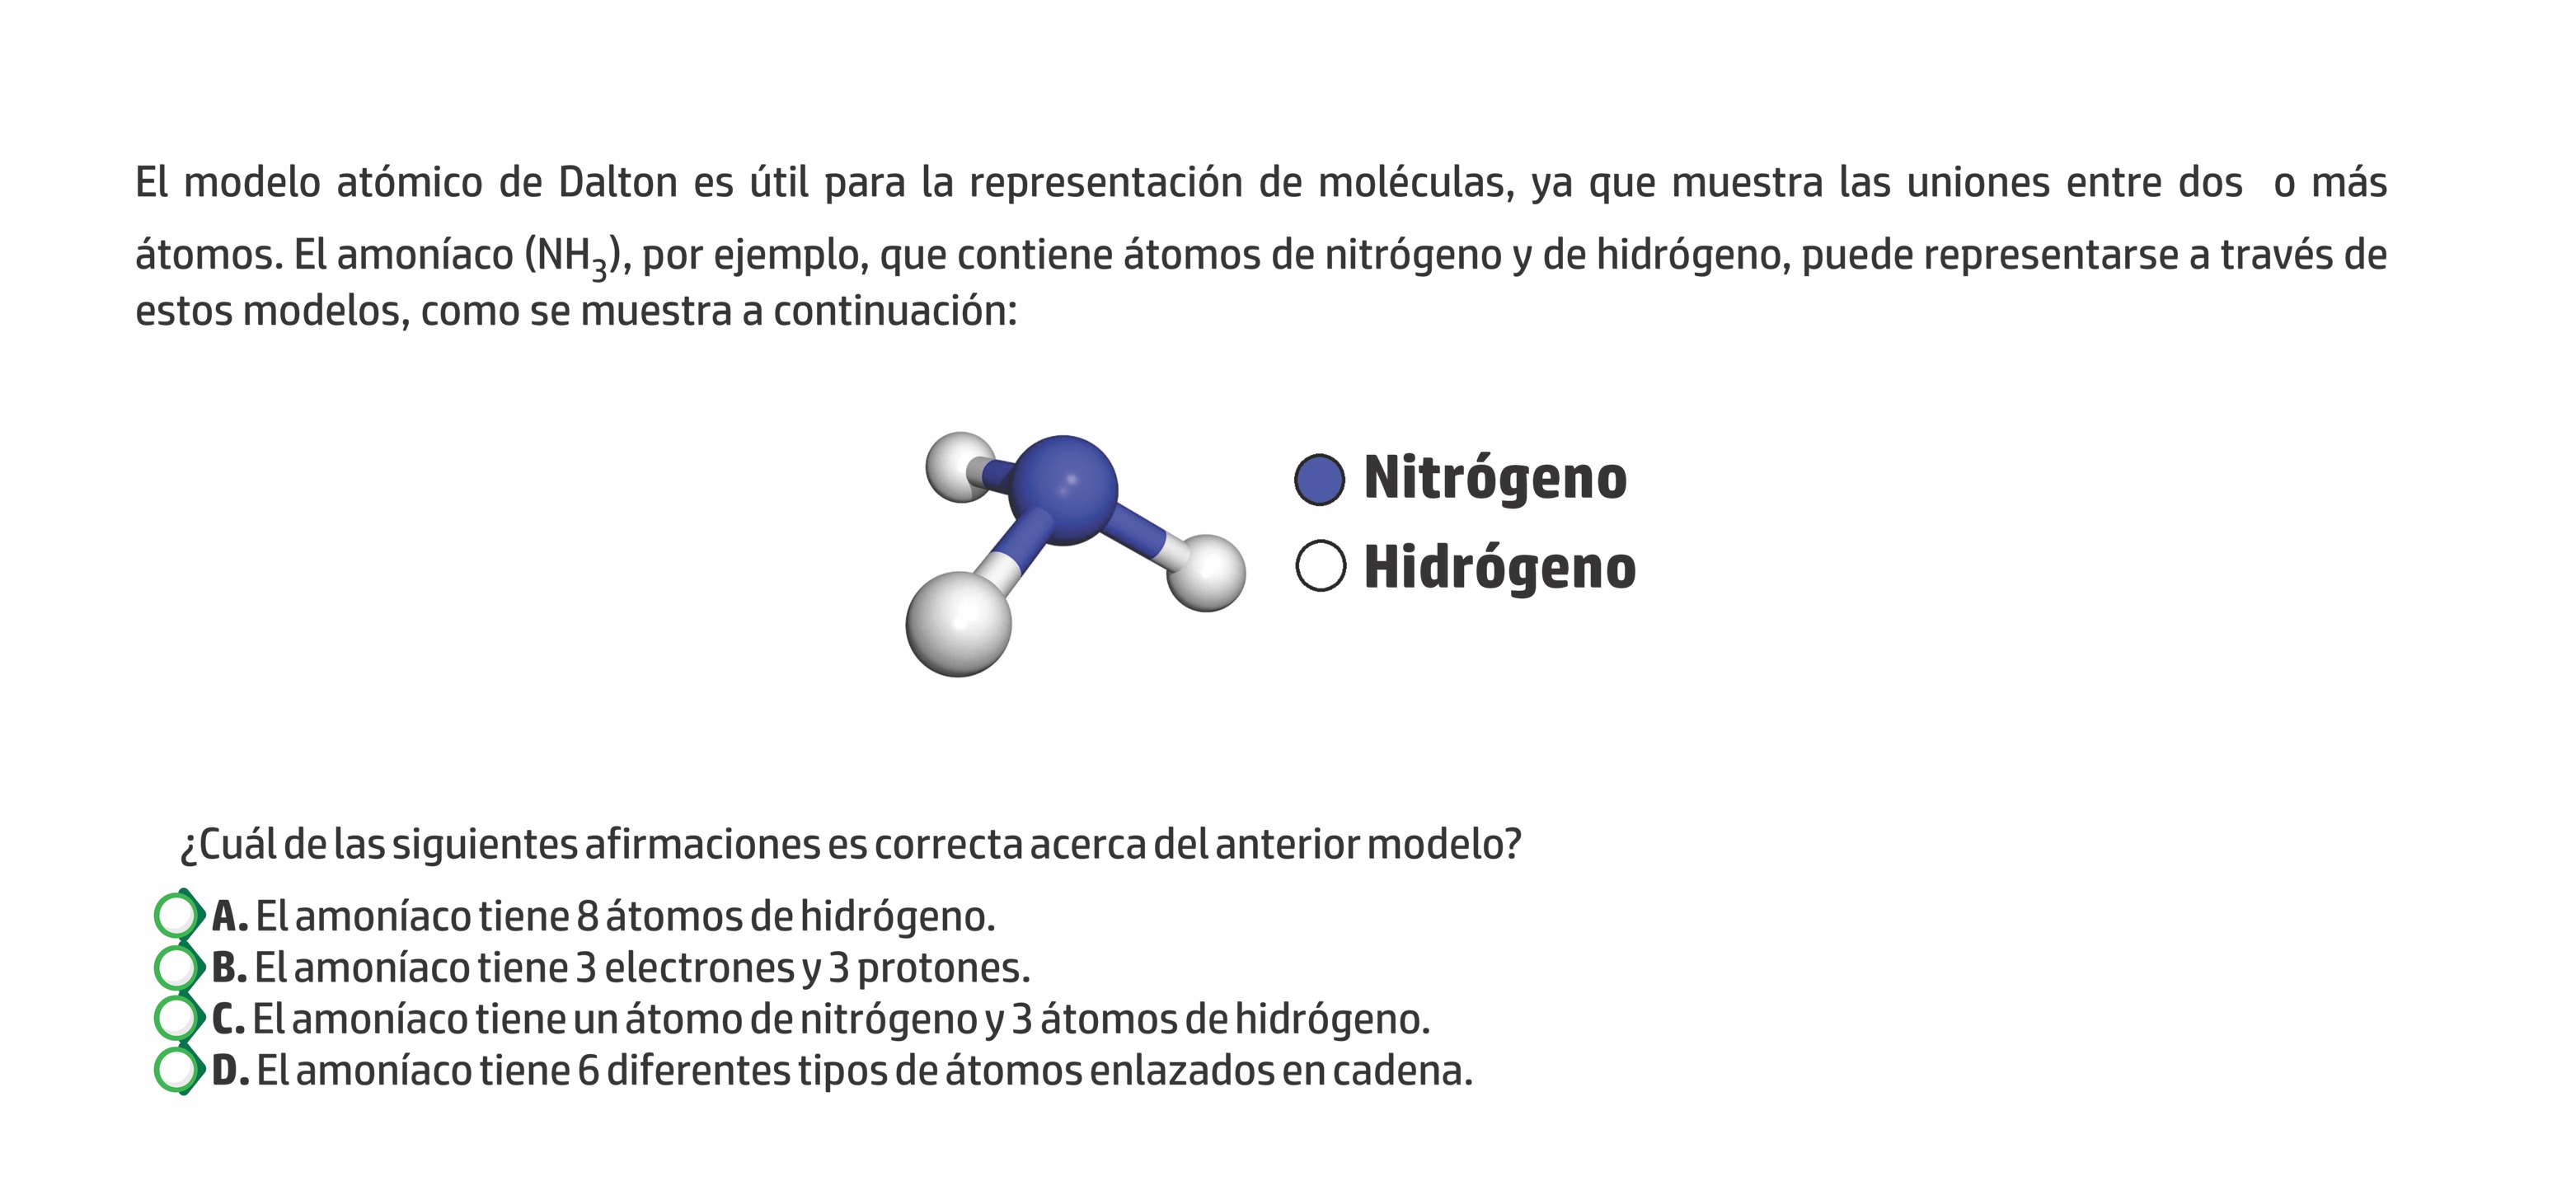 El modelo atómico de Dalton es útil para la representación de moléculas, ya que muestra las uniones entre dos o más
átomos. El amoníaco (NH₃), por ejemplo, que contiene átomos de nitrógeno y de hidrógeno, puede representarse a través de
estos modelos, como se muestra a continuación:
Nitrógeno
Hidrógeno
¿Cuál de las siguientes afirmaciones es correcta acerca del anterior modelo?
A. El amoníaco tiene 8 átomos de hidrógeno.
B. El amoníaco tiene 3 electrones y 3 protones.
C. El amoníaco tiene un átomo de nitrógeno y 3 átomos de hidrógeno.
D. El amoníaco tiene 6 diferentes tipos de átomos enlazados en cadena.